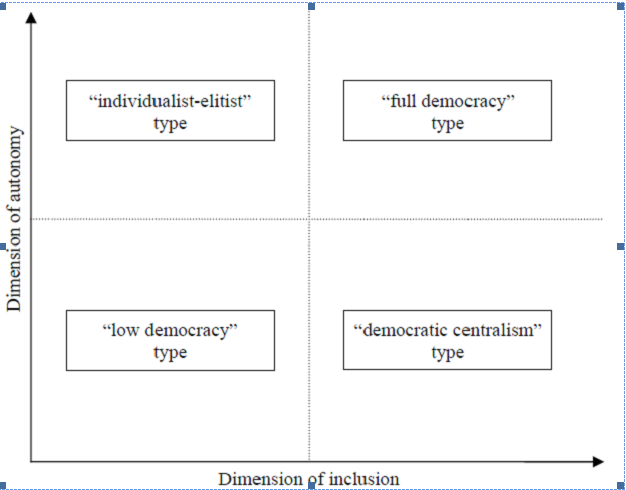 “individualist-elitist”
type
“full democracy”
type
Dimension of autonomy
“low democracy”
type
“democratic centralism”
type
Dimension of inclusion